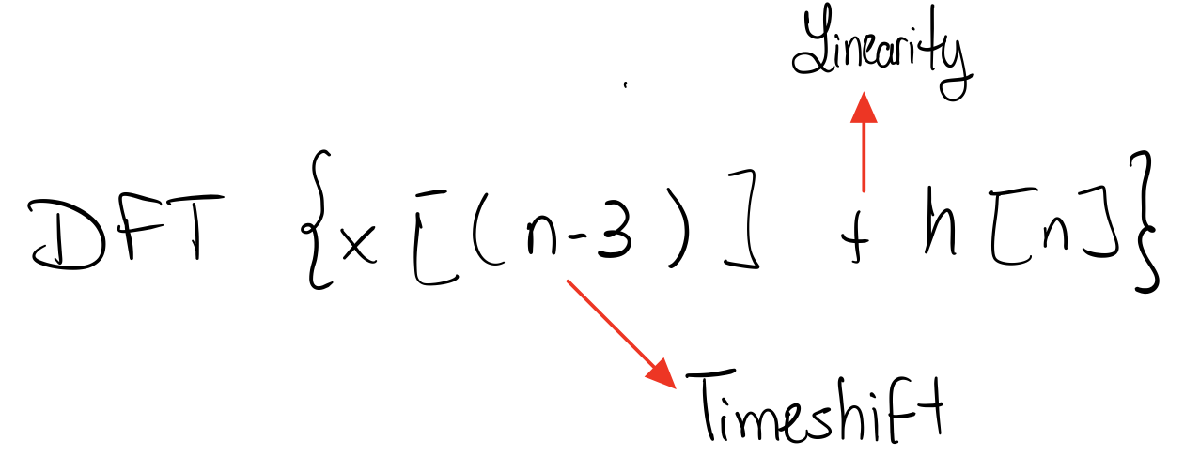 Linearity
DFT {x[(n-3)] + h[n]}
Timeshift